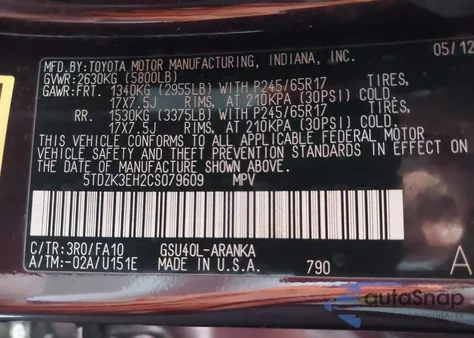 MFD.BY:TOYOTA MOTOR MANUFACTURING, INDIANA, INC. 05/12
GVWR:2630KG (5800LB)
GAWR:FRT. 1340KG (2955LB) WITH P245/65R17 TIRES,
17X7.5J RIMS, AT 210KPA (30PSI) COLD
RR. 1530KG (3375LB) WITH P245/65R17 TIRES,
17X7.5J RIMS, AT 210KPA (30PSI) COLD
THIS VEHICLE CONFORMS TO ALL APPLICABLE FEDERAL MOTOR
VEHICLE SAFETY AND THEFT PREVENTION STANDARDS IN EFFECT ON
THE DATE OF MANUFACTURE SHOWN ABOVE.
5TDZK3EH2CS079609 MPV
C/TR:3R0/FA10 GSU40L-ARANKA
A/TM:-02A/U151E MADE IN U.S.A. 790 A
autoSnap